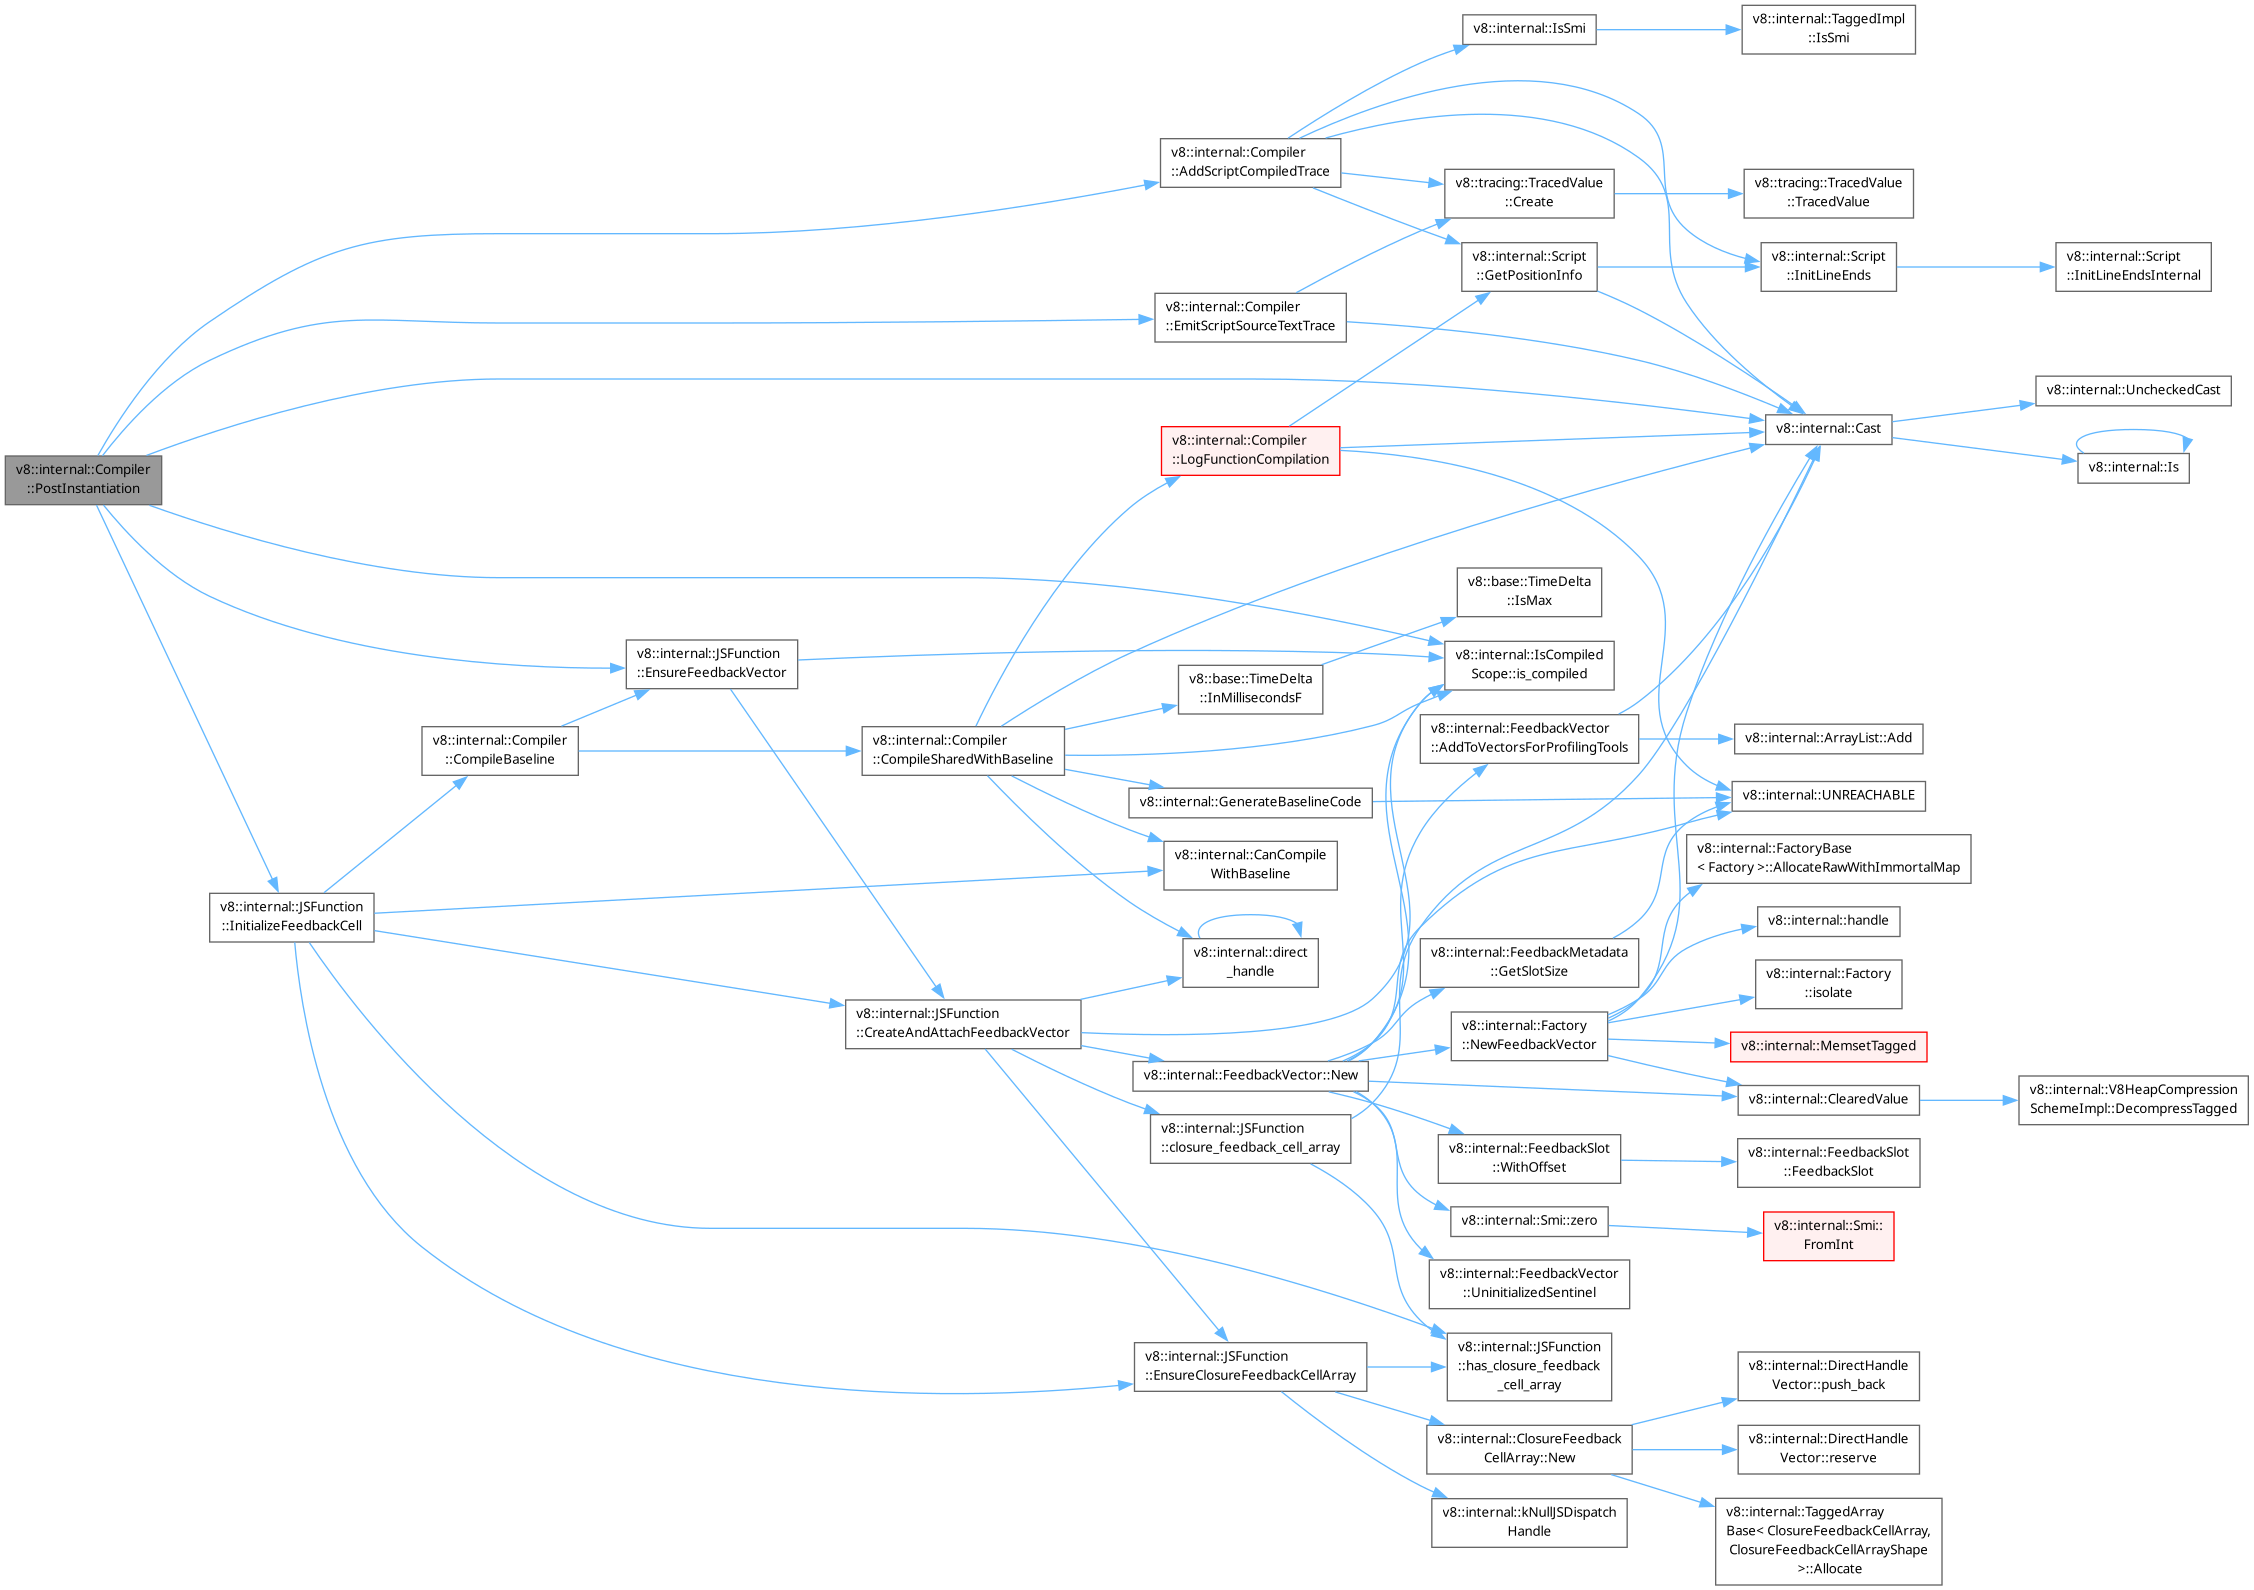 v8::internal::Compiler
::PostInstantiation
v8::internal::JSFunction
::InitializeFeedbackCell
v8::internal::Compiler
::CompileBaseline
v8::internal::JSFunction
::EnsureFeedbackVector
v8::internal::Compiler
::CompileSharedWithBaseline
v8::internal::JSFunction
::CreateAndAttachFeedbackVector
v8::internal::Compiler
::AddScriptCompiledTrace
v8::internal::Compiler
::EmitScriptSourceTextTrace
v8::internal::Compiler
::LogFunctionCompilation
v8::base::TimeDelta
::InMillisecondsF
v8::internal::GenerateBaselineCode
v8::internal::CanCompile
WithBaseline
v8::internal::direct
_handle
v8::internal::FeedbackVector::New
v8::internal::JSFunction
::closure_feedback_cell_array
v8::internal::JSFunction
::EnsureClosureFeedbackCellArray
v8::internal::IsSmi
v8::tracing::TracedValue
::Create
v8::internal::Script
::GetPositionInfo
v8::base::TimeDelta
::IsMax
v8::internal::IsCompiled
Scope::is_compiled
v8::internal::FeedbackVector
::AddToVectorsForProfilingTools
v8::internal::FeedbackMetadata
::GetSlotSize
v8::internal::Factory
::NewFeedbackVector
v8::internal::FeedbackSlot
::WithOffset
v8::internal::Smi::zero
v8::internal::FeedbackVector
::UninitializedSentinel
v8::internal::JSFunction
::has_closure_feedback
_cell_array
v8::internal::ClosureFeedback
CellArray::New
v8::internal::kNullJSDispatch
Handle
v8::internal::TaggedImpl
::IsSmi
v8::tracing::TracedValue
::TracedValue
v8::internal::Script
::InitLineEnds
v8::internal::Cast
v8::internal::ArrayList::Add
v8::internal::UNREACHABLE
v8::internal::FactoryBase
< Factory >::AllocateRawWithImmortalMap
v8::internal::handle
v8::internal::Factory
::isolate
v8::internal::MemsetTagged
v8::internal::ClearedValue
v8::internal::FeedbackSlot
::FeedbackSlot
v8::internal::Smi::
FromInt
v8::internal::DirectHandle
Vector::push_back
v8::internal::DirectHandle
Vector::reserve
v8::internal::TaggedArray
Base< ClosureFeedbackCellArray,
ClosureFeedbackCellArrayShape
>::Allocate
v8::internal::Script
::InitLineEndsInternal
v8::internal::UncheckedCast
v8::internal::Is
v8::internal::V8HeapCompression
SchemeImpl::DecompressTagged